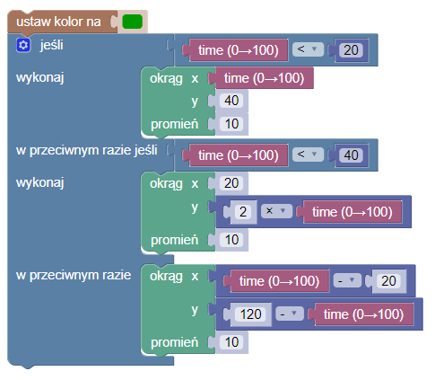 ustaw kolor na
jeśli time (0→100) < 20
wykonaj okrąg x time (0→100)
y 40
promień 10
w przeciwnym razie jeśli time (0→100) < 40
wykonaj okrąg x 20
y 2 × time (0→100)
promień 10
w przeciwnym razie okrąg x time (0→100) - 20
y 120 - time (0→100)
promień 10